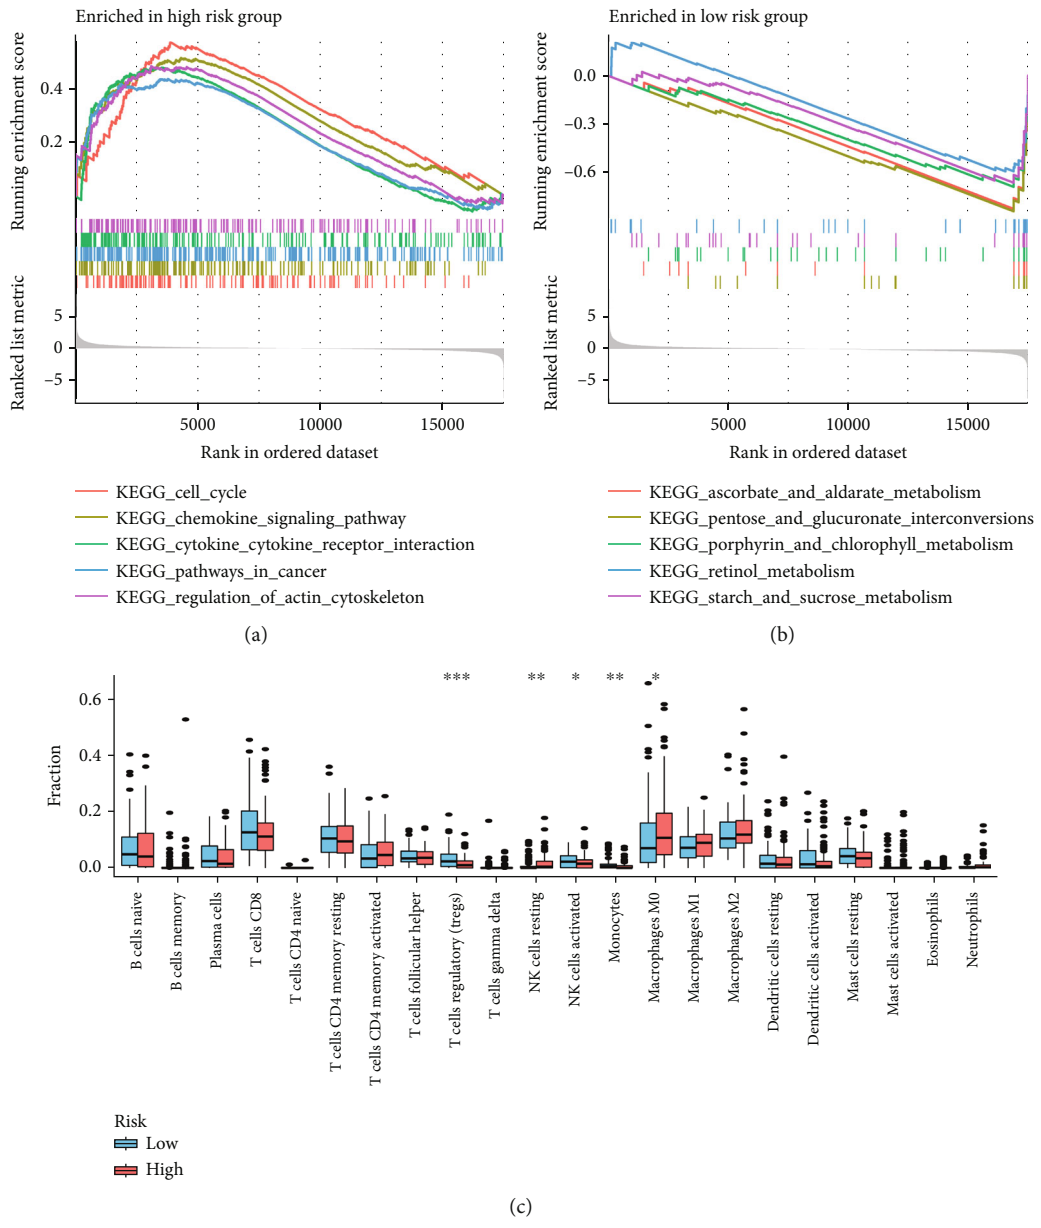 Enriched in high risk group
Running enrichment score
0.4
0.2
Ranked list metric
5
0
−5
5000
10000
15000
Rank in ordered dataset
KEGG_cell_cycle
KEGG_chemokine_signaling_pathway
KEGG_cytokine_cytokine_receptor_interaction
KEGG_pathways_in_cancer
KEGG_regulation_of_actin_cytoskeleton
(a)
Enriched in low risk group
Running enrichment score
0.0
−0.3
−0.6
Ranked list metric
5
0
−5
5000
10000
15000
Rank in ordered dataset
KEGG_ascorbate_and_aldarate_metabolism
KEGG_pentose_and_glucuronate_interconversions
KEGG_porphyrin_and_chlorophyll_metabolism
KEGG_retinol_metabolism
KEGG_starch_and_sucrose_metabolism
(b)
***
**
*
**
*
Fraction
0.6
0.4
0.2
0.0
B cells naive
B cells memory
Plasma cells
T cells CD8
T cells CD4 naive
T cells CD4 memory resting
T cells CD4 memory activated
T cells follicular helper
T cells regulatory (tregs)
T cells gamma delta
NK cells resting
NK cells activated
Monocytes
Macrophages M0
Macrophages M1
Macrophages M2
Dendritic cells resting
Dendritic cells activated
Mast cells resting
Mast cells activated
Eosinophils
Neutrophils
Risk
Low
High
(c)